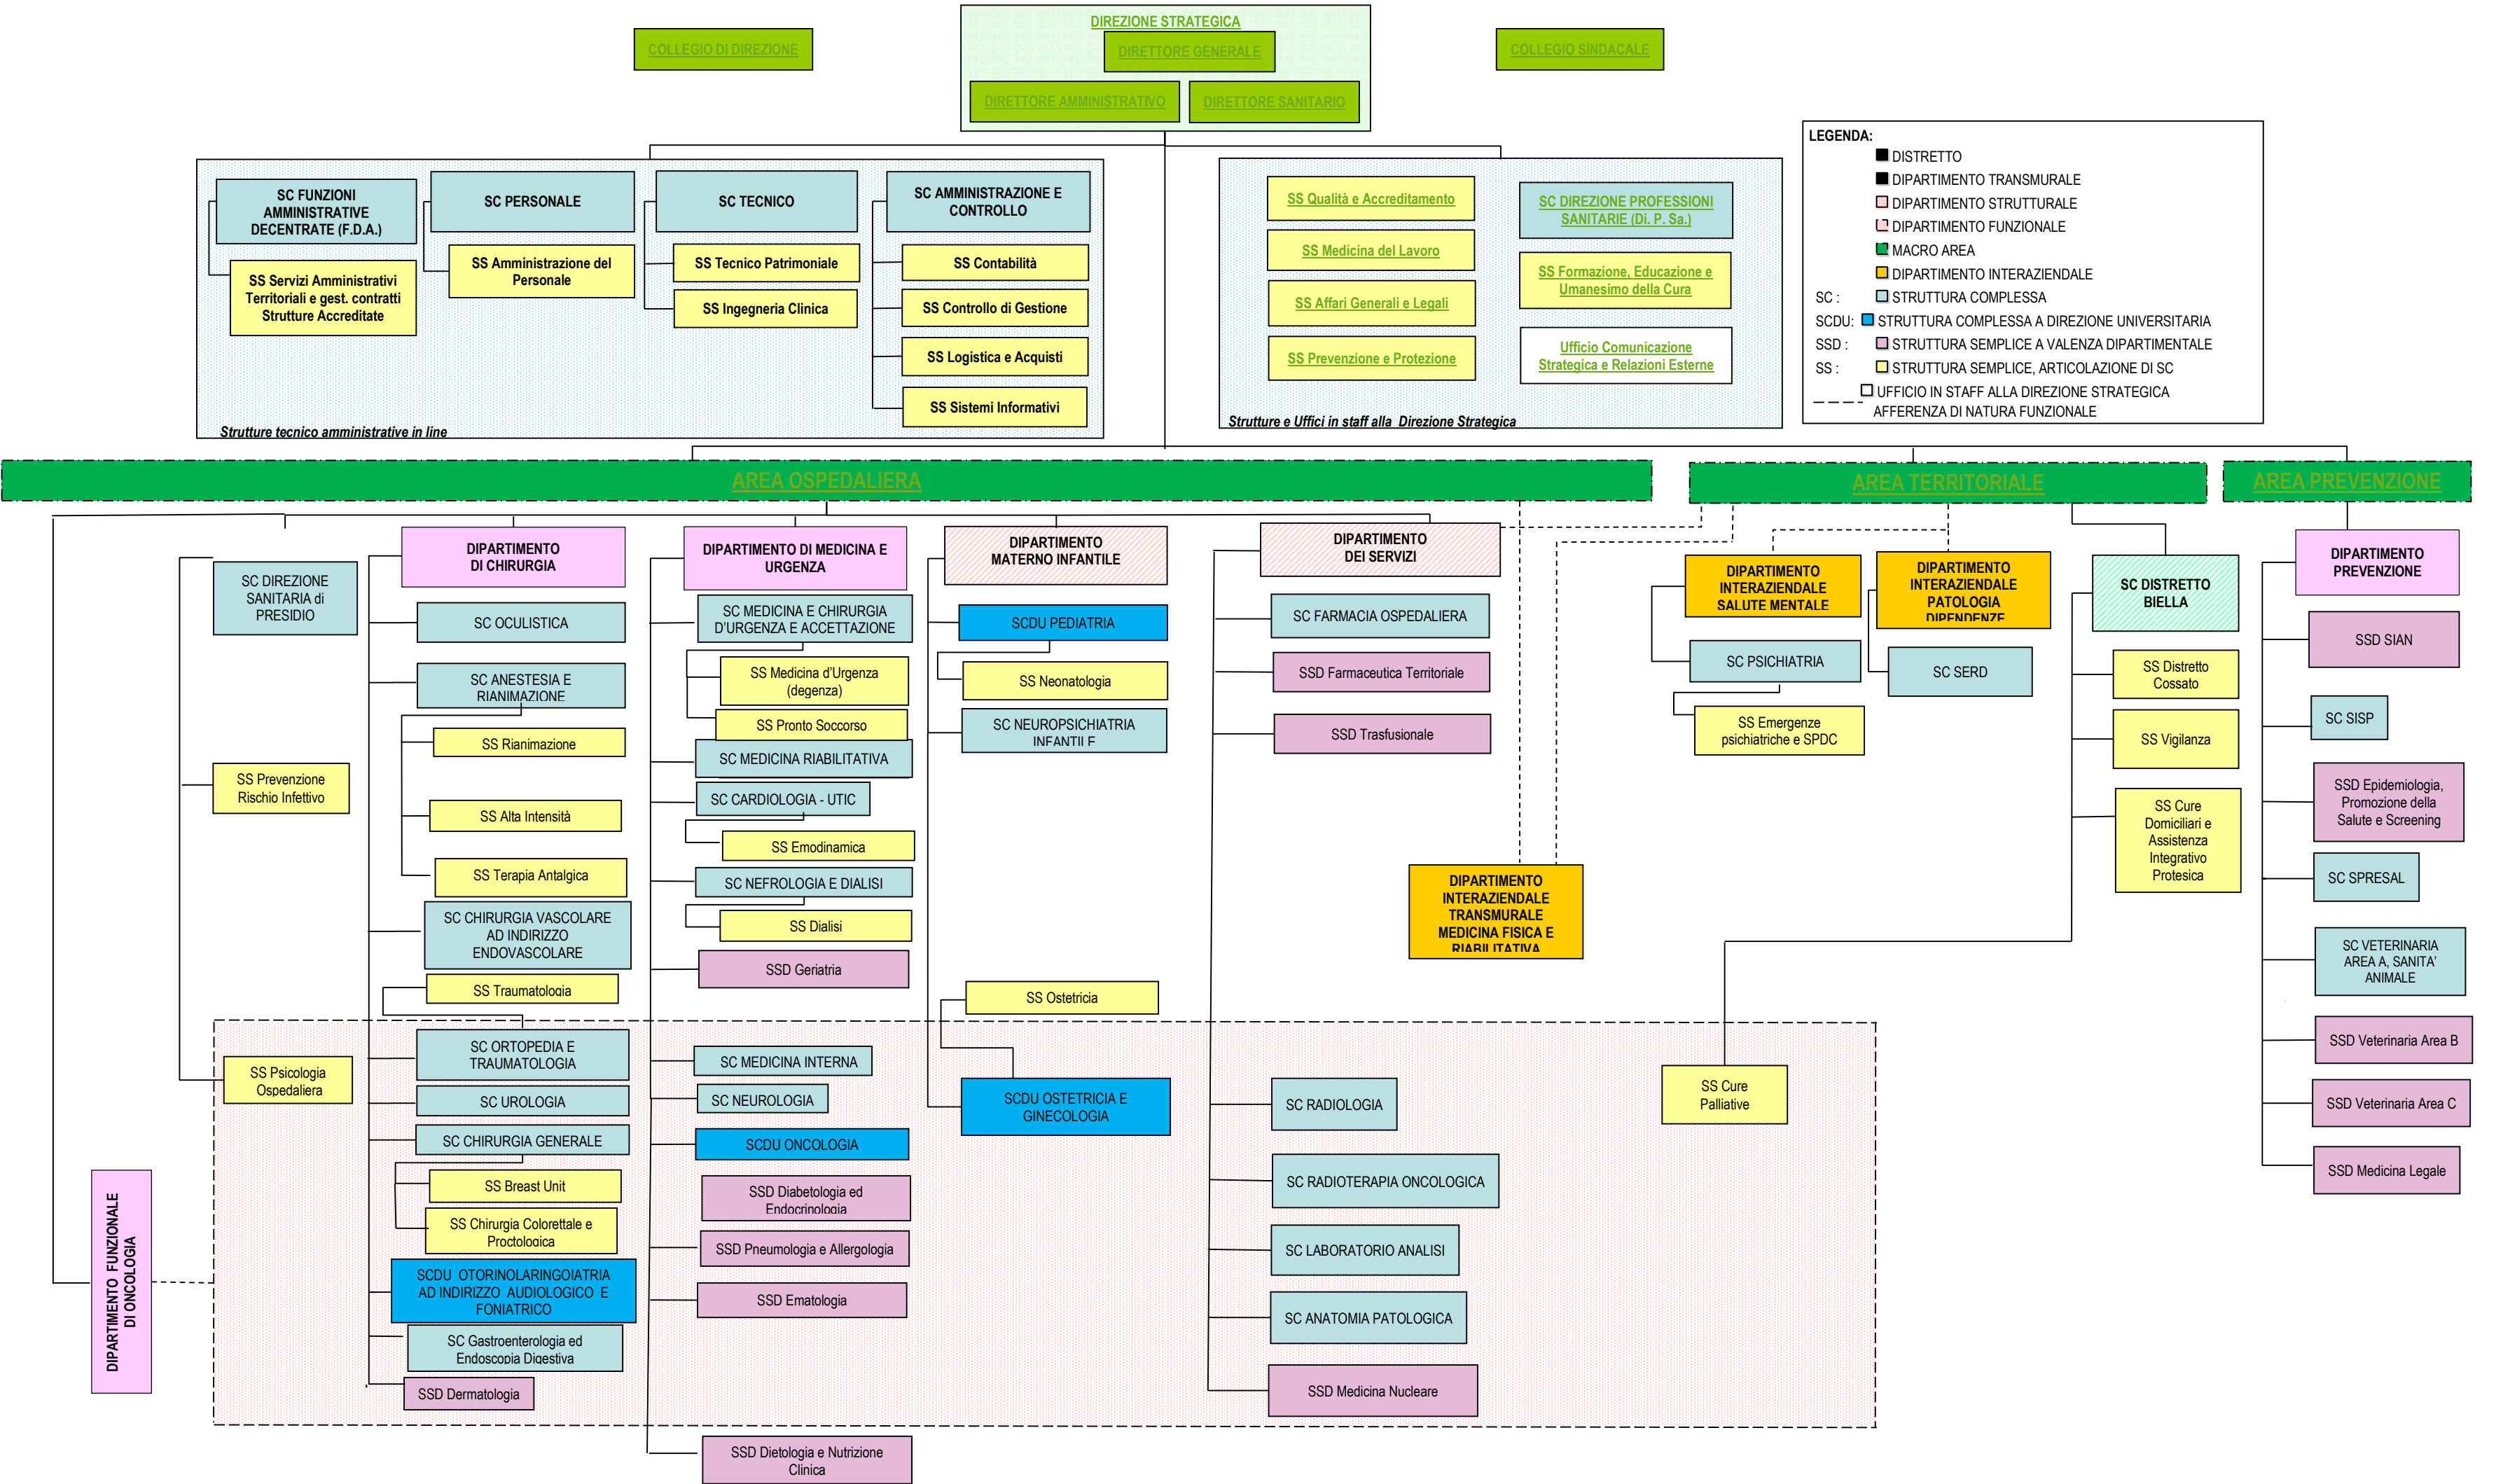 DIREZIONE STRATEGICA
COLLEGIO DI DIREZIONE
DIRETTORE GENERALE
COLLEGIO SINDACALE
DIRETTORE AMMINISTRATIVO
DIRETTORE SANITARIO
LEGENDA:
DISTRETTO
DIPARTIMENTO TRANSMURALE
DIPARTIMENTO STRUTTURALE
DIPARTIMENTO FUNZIONALE
MACRO AREA
DIPARTIMENTO INTERAZIENDALE
SC : STRUTTURA COMPLESSA
SCDU: STRUTTURA COMPLESSA A DIREZIONE UNIVERSITARIA
SSD : STRUTTURA SEMPLICE A VALENZA DIPARTIMENTALE
SS : STRUTTURA SEMPLICE, ARTICOLAZIONE DI SC
UFFICIO IN STAFF ALLA DIREZIONE STRATEGICA
AFFERENZA DI NATURA FUNZIONALE
SC FUNZIONI
AMMINISTRATIVE
DECENTRATE (F.D.A.)
SS Servizi Amministrativi
Territoriali e gest. contratti
Strutture Accreditate
SC PERSONALE
SS Amministrazione del
Personale
SC TECNICO
SS Tecnico Patrimoniale
SS Ingegneria Clinica
SC AMMINISTRAZIONE E
CONTROLLO
SS Contabilità
SS Controllo di Gestione
SS Logistica e Acquisti
SS Sistemi Informativi
Strutture tecnico amministrative in line
SS Qualità e Accreditamento
SS Medicina del Lavoro
SS Affari Generali e Legali
SS Prevenzione e Protezione
SC DIREZIONE PROFESSIONI
SANITARIE (Di. P. Sa.)
SS Formazione, Educazione e
Umanesimo della Cura
Ufficio Comunicazione
Strategica e Relazioni Esterne
Strutture e Uffici in staff alla Direzione Strategica
AREA OSPEDALIERA
AREA TERRITORIALE
AREA PREVENZIONE
SC DIREZIONE
SANITARIA di
PRESIDIO
SS Prevenzione
Rischio Infettivo
SS Psicologia
Ospedaliera
DIPARTIMENTO FUNZIONALE
DI ONCOLOGIA
DIPARTIMENTO
DI CHIRURGIA
SC OCULISTICA
SC ANESTESIA E
RIANIMAZIONE
SS Rianimazione
SS Alta Intensità
SS Terapia Antalgica
SC CHIRURGIA VASCOLARE
AD INDIRIZZO
ENDOVASCOLARE
SS Traumatologia
SC ORTOPEDIA E
TRAUMATOLOGIA
SC UROLOGIA
SC CHIRURGIA GENERALE
SS Breast Unit
SS Chirurgia Colorettale e
Proctologica
SCDU OTORINOLARINGOIATRIA
AD INDIRIZZO AUDIOLOGICO E
FONIATRICO
SC Gastroenterologia ed
Endoscopia Digestiva
SSD Dermatologia
DIPARTIMENTO DI MEDICINA E
URGENZA
SC MEDICINA E CHIRURGIA
D'URGENZA E ACCETTAZIONE
SS Medicina d'Urgenza
(degenza)
SS Pronto Soccorso
SC MEDICINA RIABILITATIVA
SC CARDIOLOGIA - UTIC
SS Emodinamica
SC NEFROLOGIA E DIALISI
SS Dialisi
SSD Geriatria
SC MEDICINA INTERNA
SC NEUROLOGIA
SCDU ONCOLOGIA
SSD Diabetologia ed
Endocrinologia
SSD Pneumologia e Allergologia
SSD Ematologia
SSD Dietologia e Nutrizione
Clinica
DIPARTIMENTO
MATERNO INFANTILE
SCDU PEDIATRIA
SS Neonatologia
SC NEUROPSICHIATRIA
INFANTILE
SS Ostetricia
SCDU OSTETRICIA E
GINECOLOGIA
DIPARTIMENTO
DEI SERVIZI
SC FARMACIA OSPEDALIERA
SSD Farmaceutica Territoriale
SSD Trasfusionale
SC RADIOLOGIA
SC RADIOTERAPIA ONCOLOGICA
SC LABORATORIO ANALISI
SC ANATOMIA PATOLOGICA
SSD Medicina Nucleare
DIPARTIMENTO
INTERAZIENDALE
TRANSMURALE
MEDICINA FISICA E
RIABILITATIVA
DIPARTIMENTO
INTERAZIENDALE
SALUTE MENTALE
SC PSICHIATRIA
SS Emergenze
psichiatriche e SPDC
DIPARTIMENTO
INTERAZIENDALE
PATOLOGIA
DIPENDENZE
SC SERD
SC DISTRETTO
BIELLA
SS Distretto
Cossato
SS Vigilanza
SS Cure
Domiciliari e
Assistenza
Integrativo
Protesica
SS Cure
Palliative
DIPARTIMENTO
PREVENZIONE
SSD SIAN
SC SISP
SSD Epidemiologia,
Promozione della
Salute e Screening
SC SPRESAL
SC VETERINARIA
AREA A, SANITA'
ANIMALE
SSD Veterinaria Area B
SSD Veterinaria Area C
SSD Medicina Legale